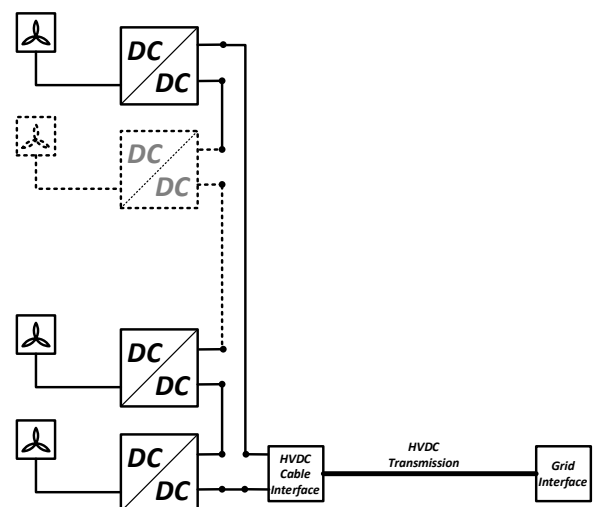 DC
DC
DC
DC
DC
DC
DC
DC
HVDC
Cable
Interface
HVDC
Transmission
Grid
Interface